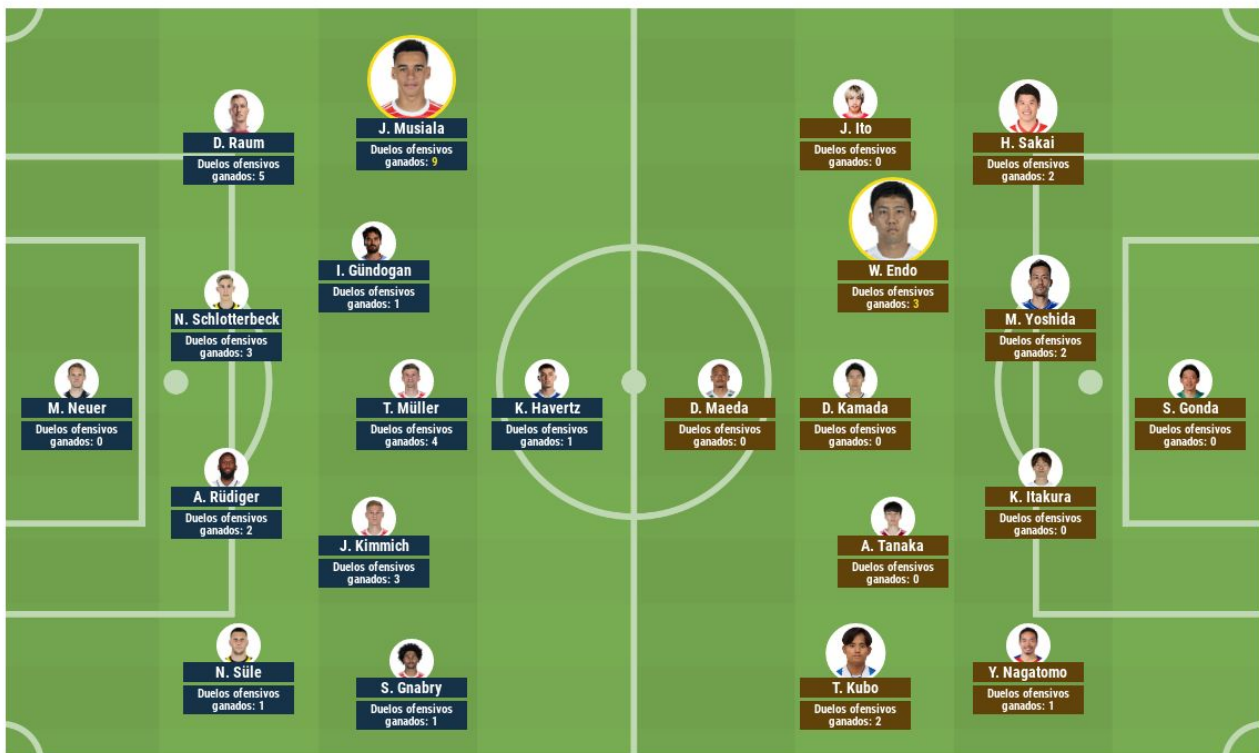 J. Musiala
Duelos ofensivos
ganados: 9
D. Raum
Duelos ofensivos
ganados: 5
I. Gündogan
Duelos ofensivos
ganados: 1
N. Schlotterbeck
Duelos ofensivos
ganados: 3
M. Neuer
Duelos ofensivos
ganados: 0
T. Müller
Duelos ofensivos
ganados: 4
K. Havertz
Duelos ofensivos
ganados: 1
A. Rüdiger
Duelos ofensivos
ganados: 2
J. Kimmich
Duelos ofensivos
ganados: 3
N. Süle
Duelos ofensivos
ganados: 1
S. Gnabry
Duelos ofensivos
ganados: 1
J. Ito
Duelos ofensivos
ganados: 0
H. Sakai
Duelos ofensivos
ganados: 2
W. Endo
Duelos ofensivos
ganados: 3
M. Yoshida
Duelos ofensivos
ganados: 2
D. Maeda
Duelos ofensivos
ganados: 0
D. Kamada
Duelos ofensivos
ganados: 0
S. Gonda
Duelos ofensivos
ganados: 0
K. Itakura
Duelos ofensivos
ganados: 0
A. Tanaka
Duelos ofensivos
ganados: 0
T. Kubo
Duelos ofensivos
ganados: 2
Y. Nagatomo
Duelos ofensivos
ganados: 1